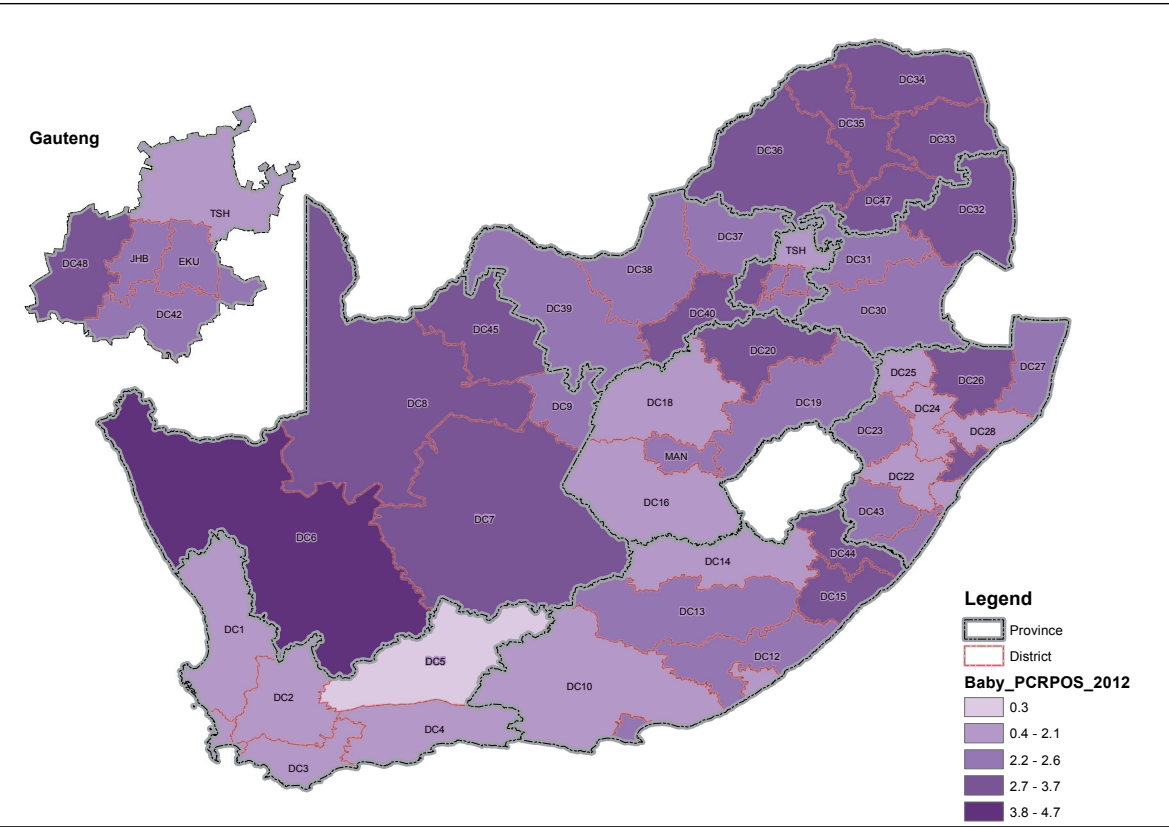 Gauteng
TSH
DC48
JHB
EKU
DC42
DC34
DC35
DC36
DC33
DC47
DC32
DC37
TSH
DC38
DC31
DC39
DC40
DC30
DC45
DC20
DC25
DC26
DC27
DC8
DC9
DC18
DC19
DC24
DC23
DC28
MAN
DC22
DC16
DC43
DC7
DC6
DC44
DC14
DC15
DC13
DC1
DC12
DC5
DC10
DC2
DC4
DC3
Legend
Province
District
Baby_PCRPOS_2012
0.3
0.4 - 2.1
2.2 - 2.6
2.7 - 3.7
3.8 - 4.7